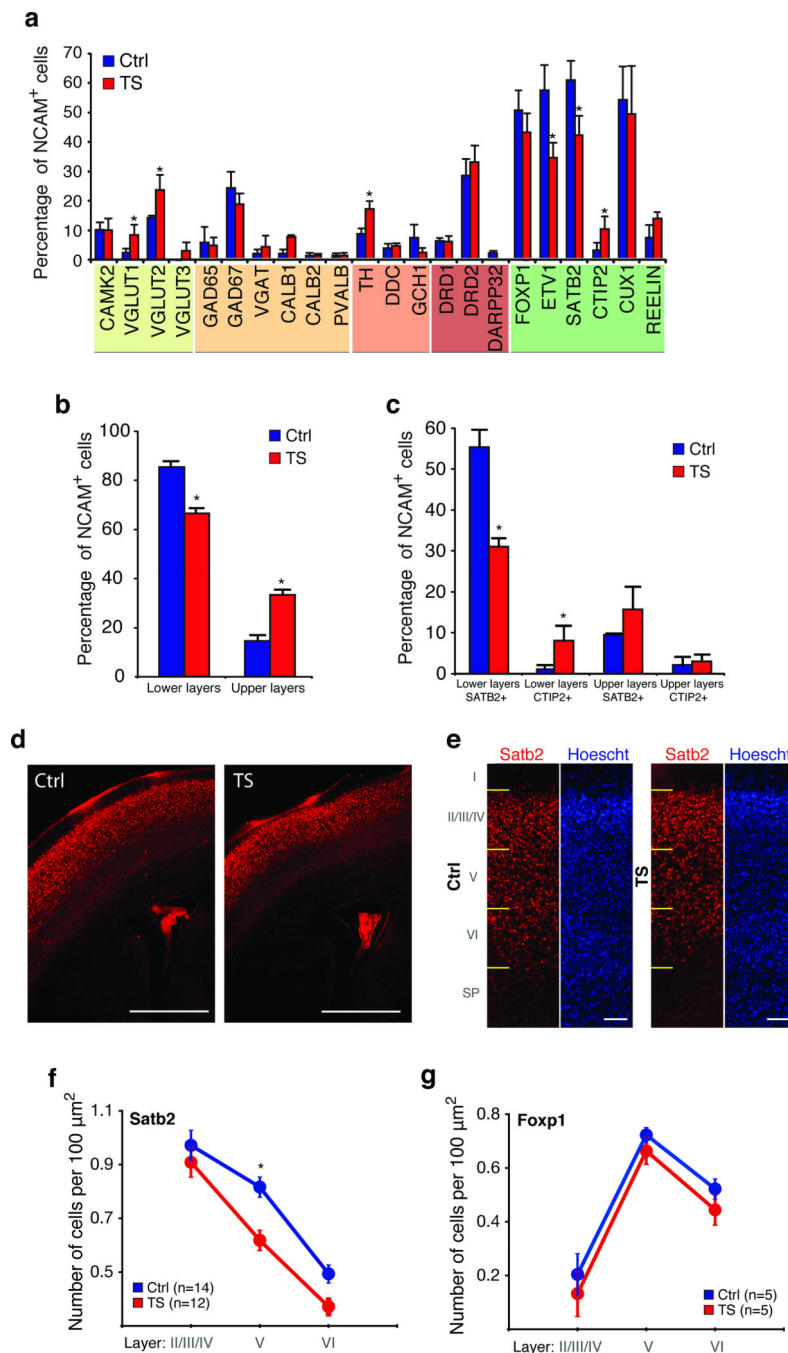 a
Ctrl
TS
Percentage of NCAM+ cells
70
60
50
40
30
20
10
0
* * * * * *
CAMK2
VGLUT1
VGLUT2
VGLUT3
GAD65
GAD67
VGAT
CALB1
CALB2
PVALB
TH
DDC
GCH1
DRD1
DRD2
DARPP32
FOXP1
ETV1
SATB2
CTIP2
CUX1
REELIN
b
Percentage of NCAM+ cells
100
80
60
40
20
0
Ctrl
TS
* *
Lower layers Upper layers
c
Percentage of NCAM+ cells
60
50
40
30
20
10
0
Ctrl
TS
* *
Lower layers SATB2+
Lower layers CTIP2+
Upper layers SATB2+
Upper layers CTIP2+
d
Ctrl
TS
e
Satb2 Hoescht Satb2 Hoescht
I
II/III/IV
V
VI
SP
Ctrl
TS
f
Satb2
Number of cells per 100 µm2
1.1
0.9
0.7
0.5
*
Ctrl (n=14)
TS (n=12)
Layer: II/III/IV V VI
g
Foxp1
Number of cells per 100 µm2
0.8
0.6
0.4
0.2
Ctrl (n=5)
TS (n=5)
Layer: II/III/IV V VI